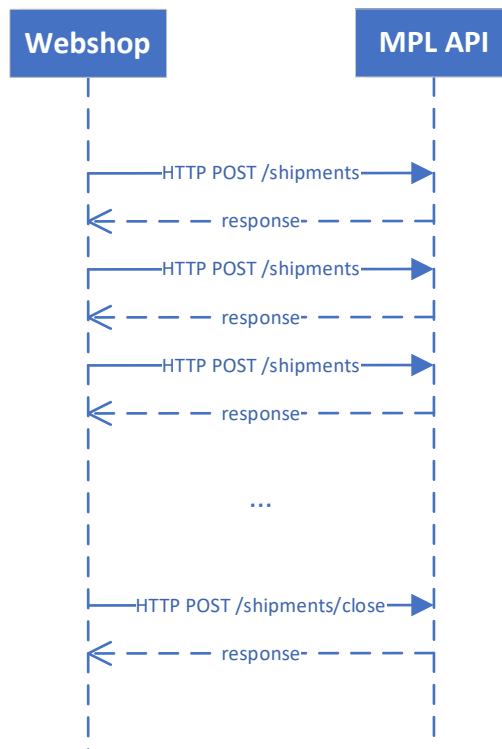 Webshop
MPL API
HTTP POST /shipments
response
HTTP POST /shipments
response
HTTP POST /shipments
response
...
HTTP POST /shipments/close
response